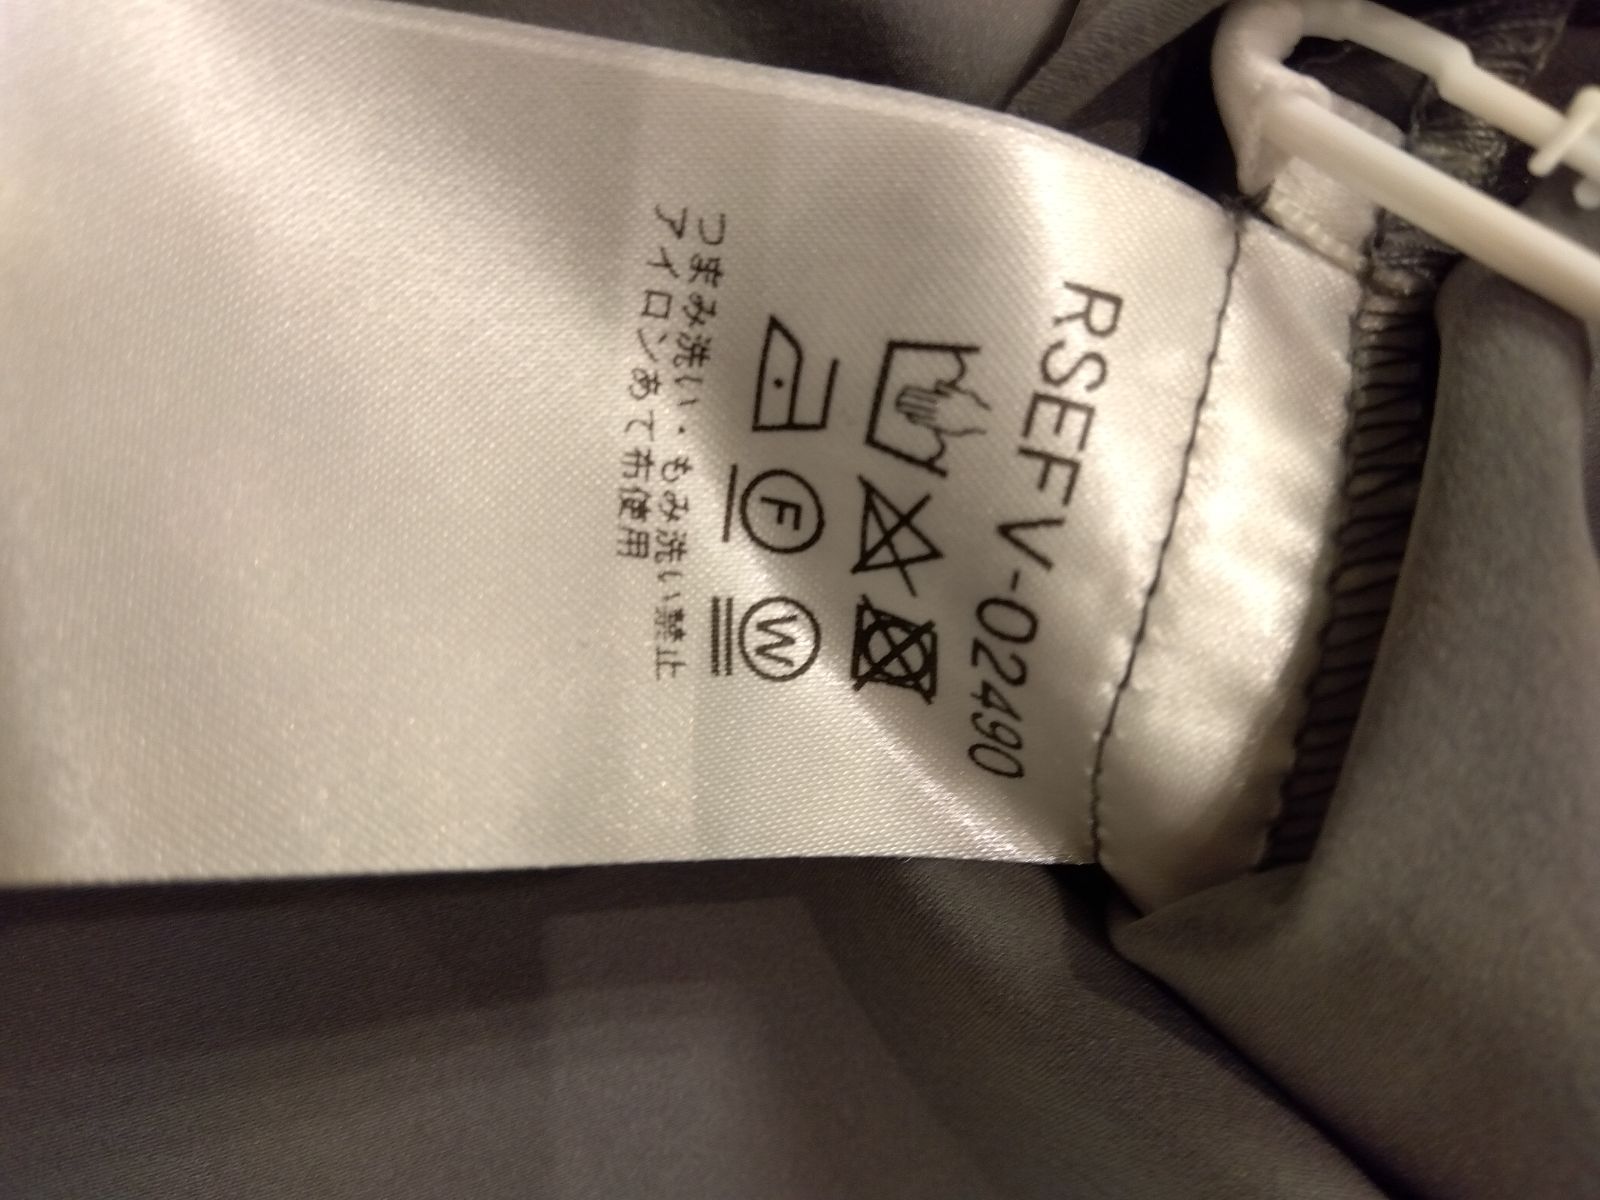 RSEFV-02490
F W
つまみ洗い・もみ洗い禁止
アイロンあて布使用